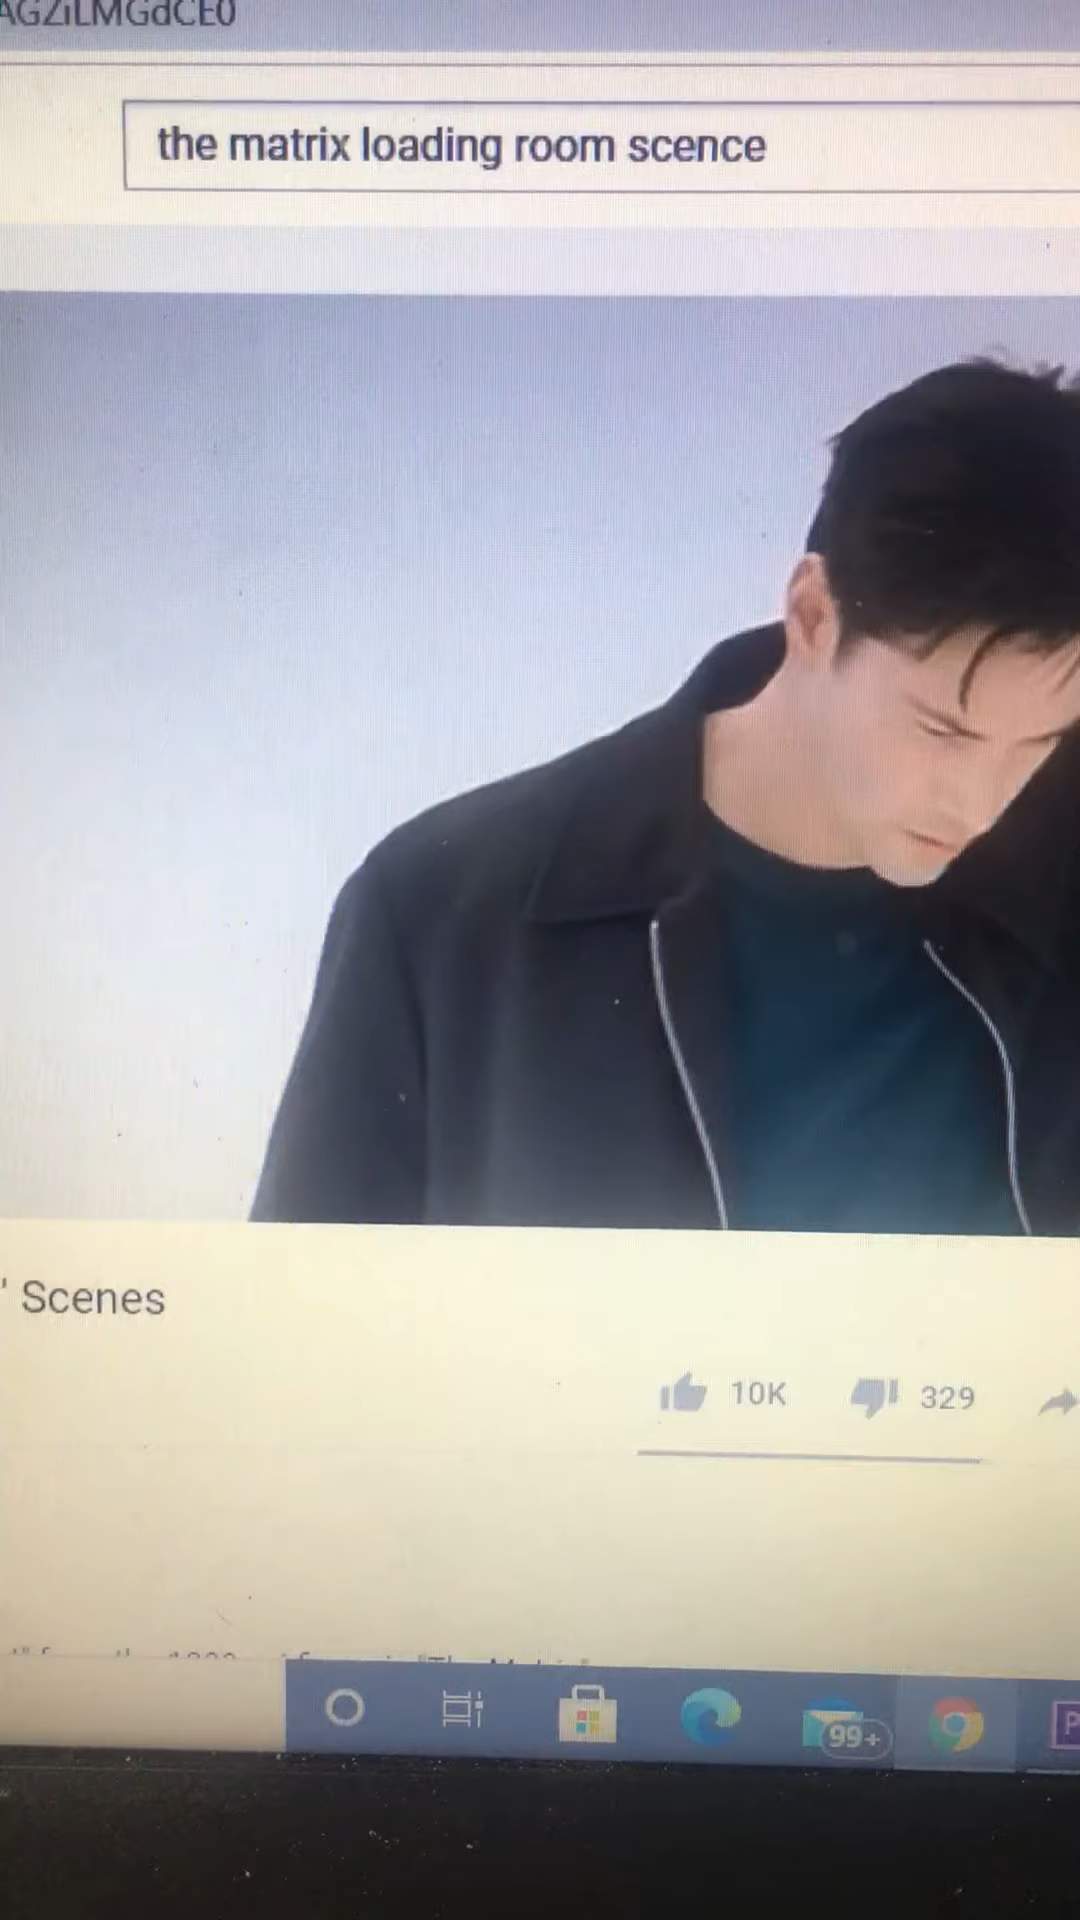 AGZiLMGdCE0
the matrix loading room scence
' Scenes
10K
329
99+
P